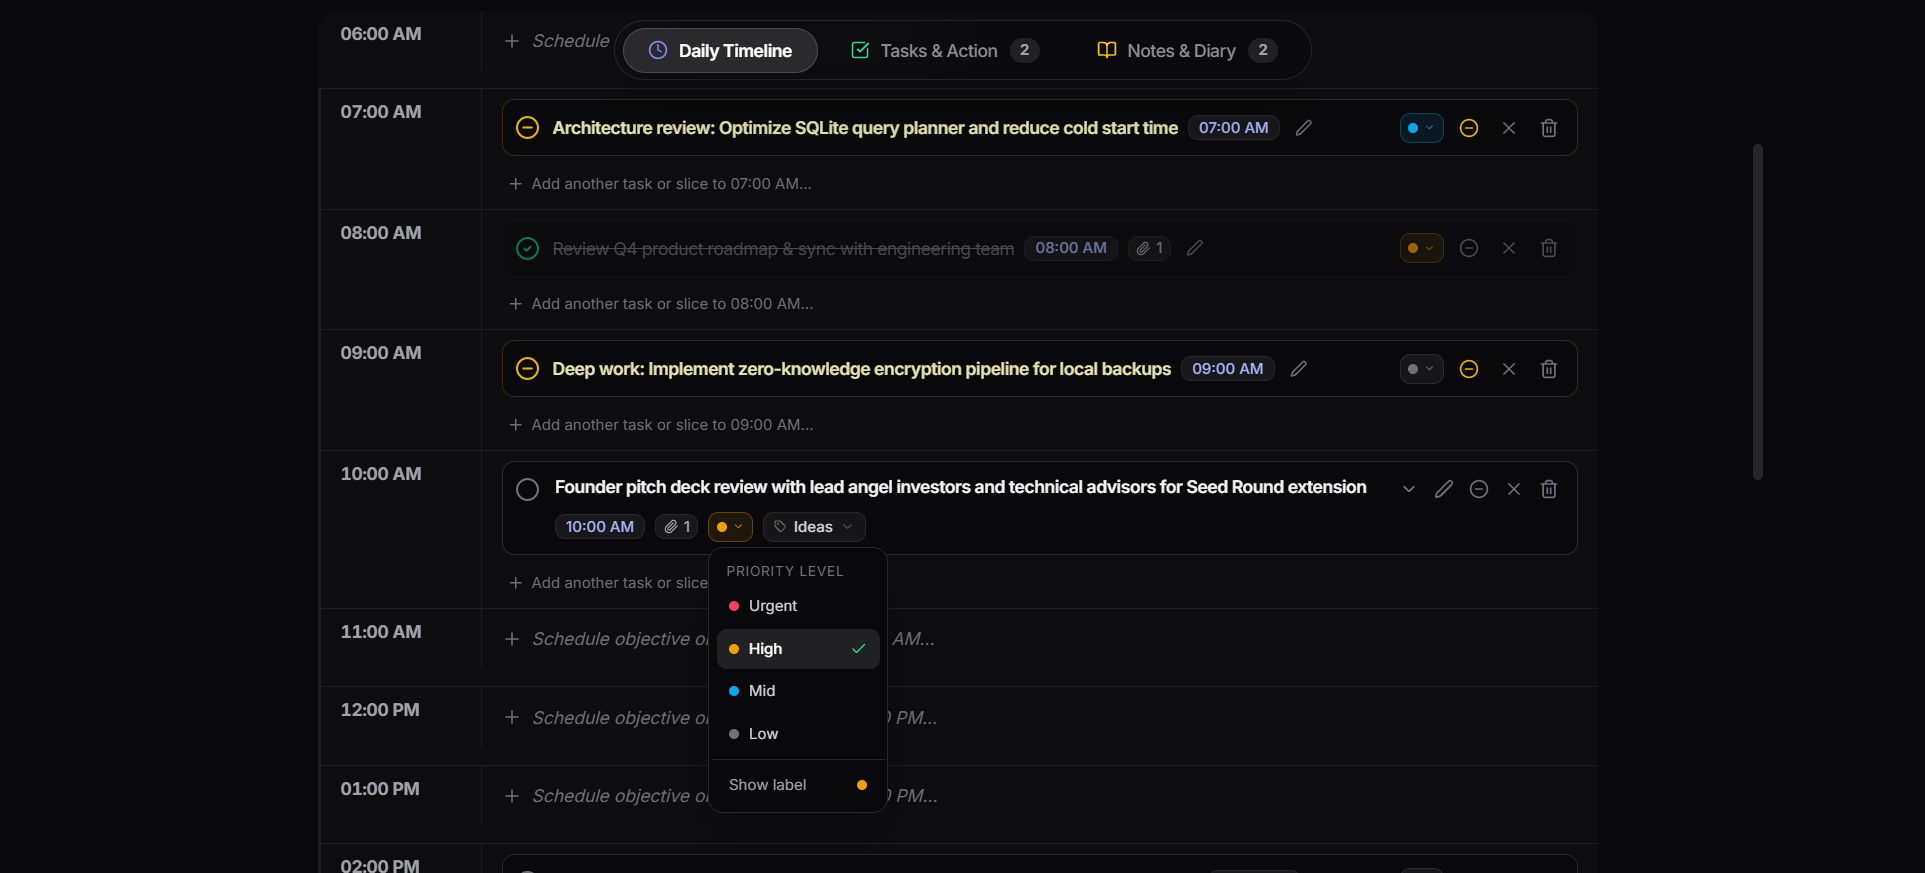 06:00 AM
Schedule
Daily Timeline
Tasks & Action 2
Notes & Diary 2
07:00 AM
Architecture review: Optimize SQLite query planner and reduce cold start time 07:00 AM
Add another task or slice to 07:00 AM...
08:00 AM
Review Q4 product roadmap & sync with engineering team 08:00 AM 1
Add another task or slice to 08:00 AM...
09:00 AM
Deep work: Implement zero-knowledge encryption pipeline for local backups 09:00 AM
Add another task or slice to 09:00 AM...
10:00 AM
Founder pitch deck review with lead angel investors and technical advisors for Seed Round extension
10:00 AM 1 Ideas
Add another task or slice
PRIORITY LEVEL
Urgent
High
Mid
Low
Show label
11:00 AM
Schedule objective AM...
12:00 PM
Schedule objective PM...
01:00 PM
Schedule objective PM...
02:00 PM